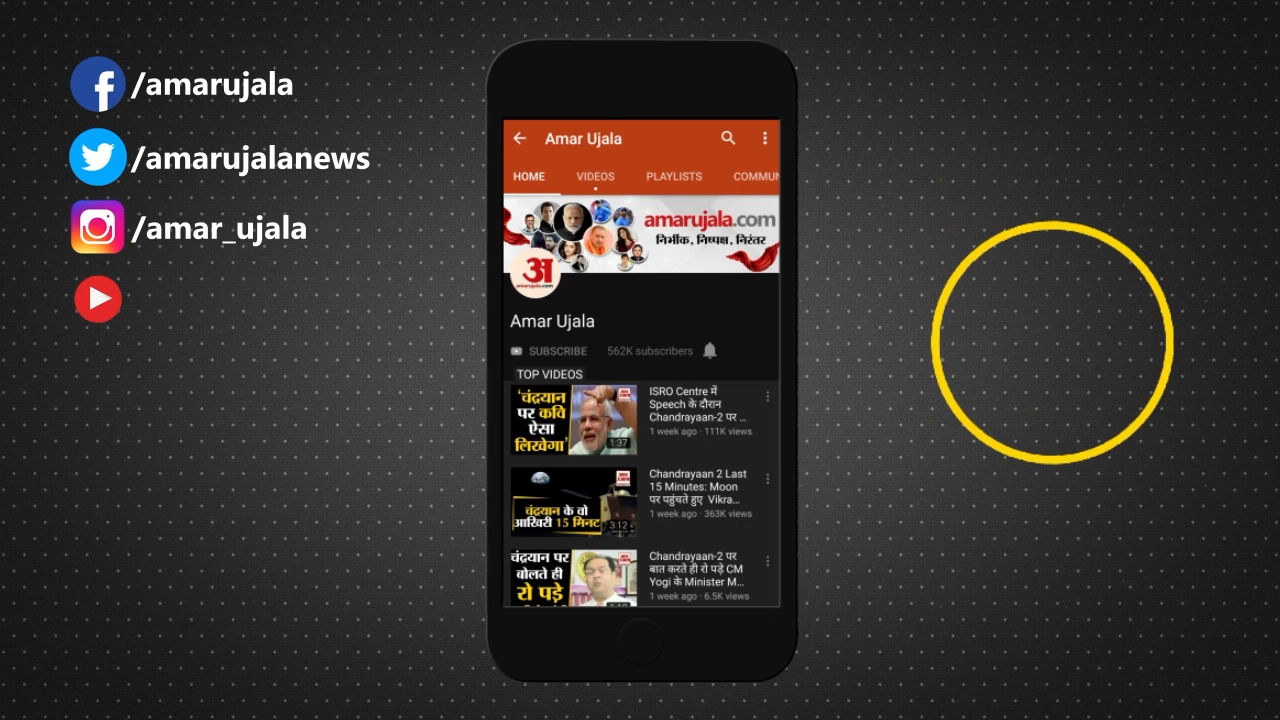 /amarujala
/amarujalanews
/amar_ujala
Amar Ujala
HOME VIDEOS PLAYLISTS COMMUN
amarujala.com
निर्भीक, निष्पक्ष, निरंतर
अ
amarujala.com
Amar Ujala
SUBSCRIBE 562K subscribers
TOP VIDEOS
'चंद्रयान
पर कवि
ऐसा
लिखेगा'
1:37
ISRO Centre में
Speech के दौरान
Chandrayaan-2 पर ...
1 week ago · 111K views
चंद्रयान के वो
आखिरी 15 मिनट
3:12
Chandrayaan 2 Last
15 Minutes: Moon
पर पहुंचते हुए Vikra...
1 week ago · 363K views
चंद्रयान पर
बोलते ही
रो पड़े
Chandrayaan-2 पर
बात करते ही रो पड़े CM
Yogi के Minister M...
1 week ago · 6.5K views